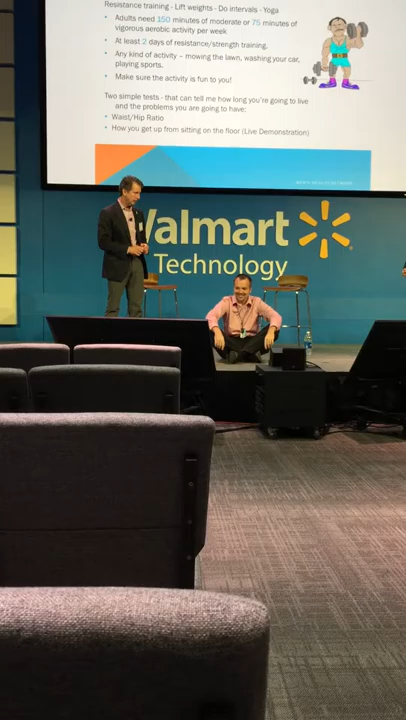 Resistance training - Lift weights - Do intervals - Yoga
Adults need 150 minutes of moderate or 75 minutes of
vigorous aerobic activity per week
At least 2 days of resistance/strength training.
Any kind of activity – mowing the lawn, washing your car,
playing sports.
Make sure the activity is fun to you!
Two simple tests - that can tell me how long you're going to live
and the problems you are going to have:
Waist/Hip Ratio
How you get up from sitting on the floor (Live Demonstration)
Walmart
Technology